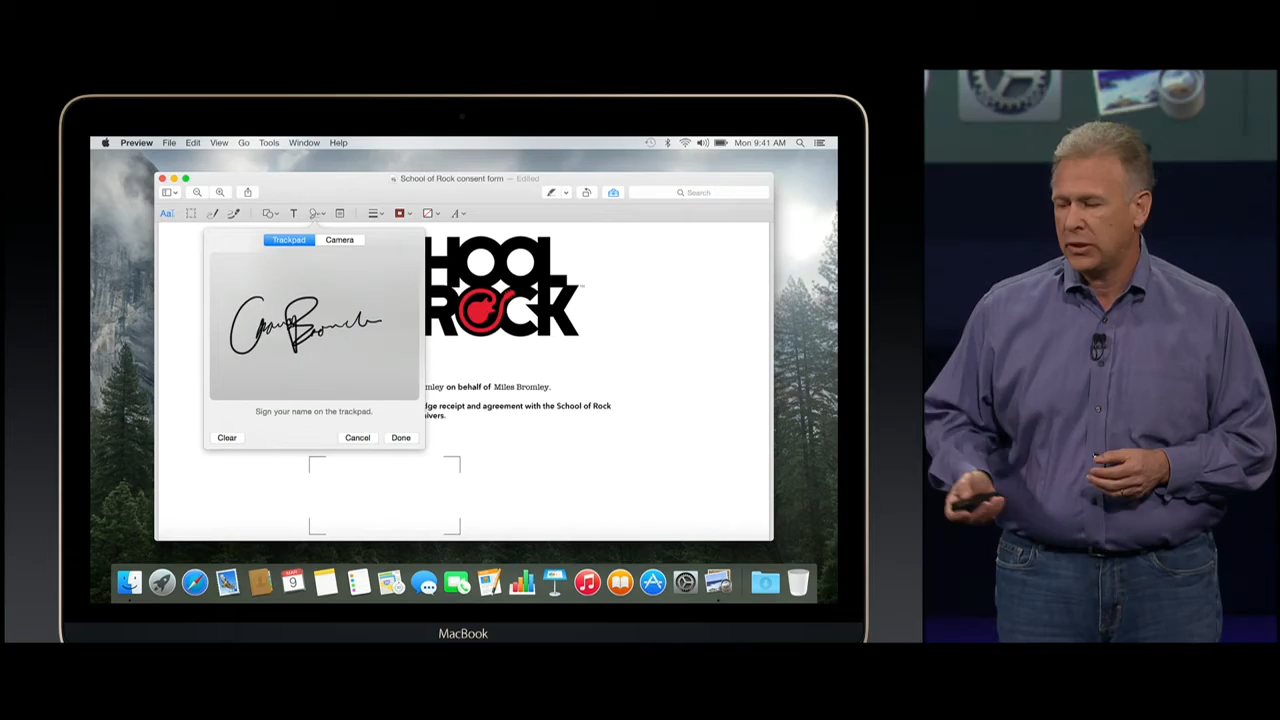 Preview File Edit View Go Tools Window Help Mon 9:41 AM
School of Rock consent form — Edited
Search
Trackpad Camera
HOOL
ROCK
mley on behalf of Miles Bromley.
dge receipt and agreement with the School of Rock
ivers.
Sign your name on the trackpad.
Clear Cancel Done
9
MacBook